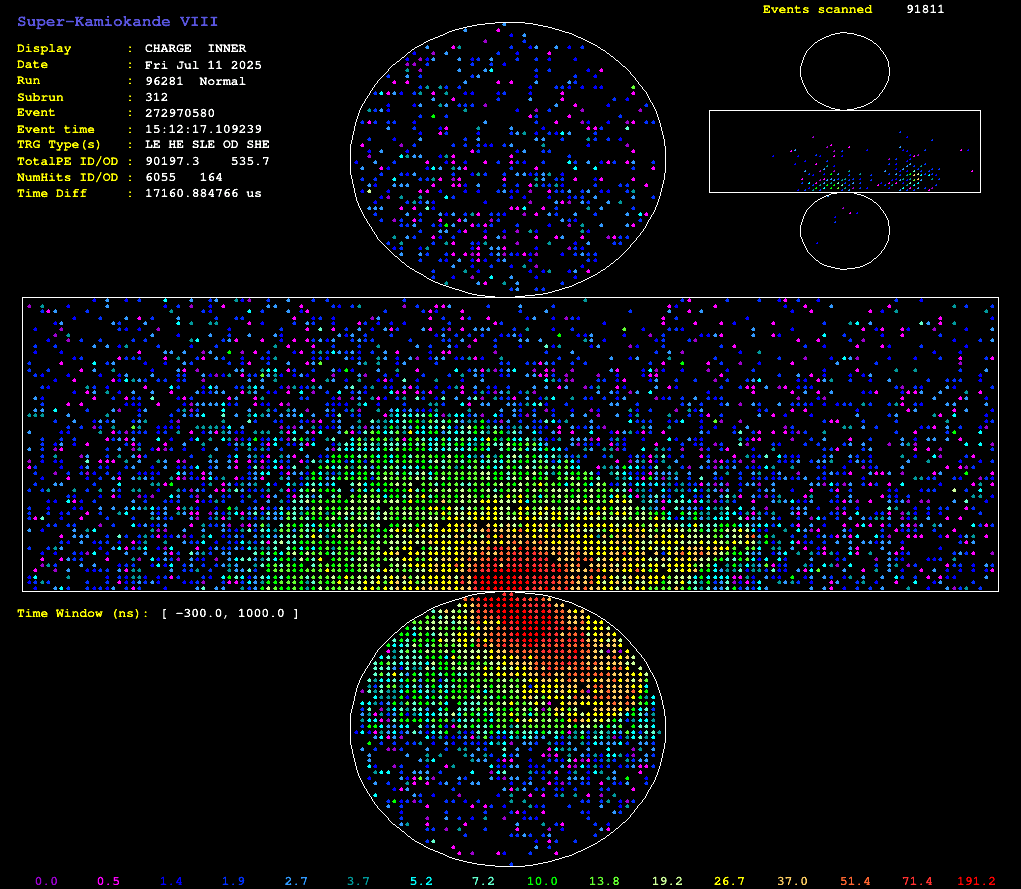 Super-Kamiokande VIII
Events scanned 91811
Display : CHARGE INNER
Date : Fri Jul 11 2025
Run : 96281 Normal
Subrun : 312
Event : 272970580
Event time : 15:12:17.109239
TRG Type(s) : LE HE SLE OD SHE
TotalPE ID/OD : 90197.3 535.7
NumHits ID/OD : 6055 164
Time Diff : 17160.884766 us
Time Window (ns): [ -300.0, 1000.0 ]
0.0 0.5 1.4 1.9 2.7 3.7 5.2 7.2 10.0 13.8 19.2 26.7 37.0 51.4 71.4 191.2